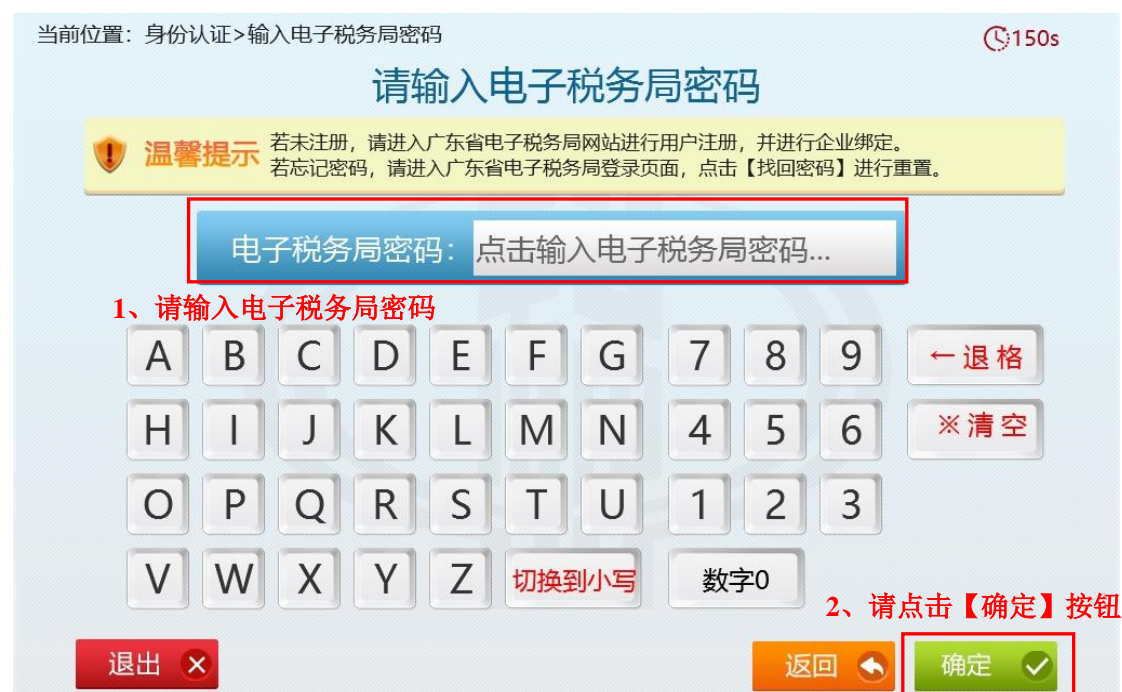 当前位置：身份认证>输入电子税务局密码
150s
请输入电子税务局密码
温馨提示
若未注册，请进入广东省电子税务局网站进行用户注册，并进行企业绑定。
若忘记密码，请进入广东省电子税务局登录页面，点击【找回密码】进行重置。
电子税务局密码：点击输入电子税务局密码...
1、请输入电子税务局密码
A B C D E F G 7 8 9 ←退格
H I J K L M N 4 5 6 ※清空
O P Q R S T U 1 2 3
V W X Y Z 切换到小写 数字0
2、请点击【确定】按钮
退出 返回 确定